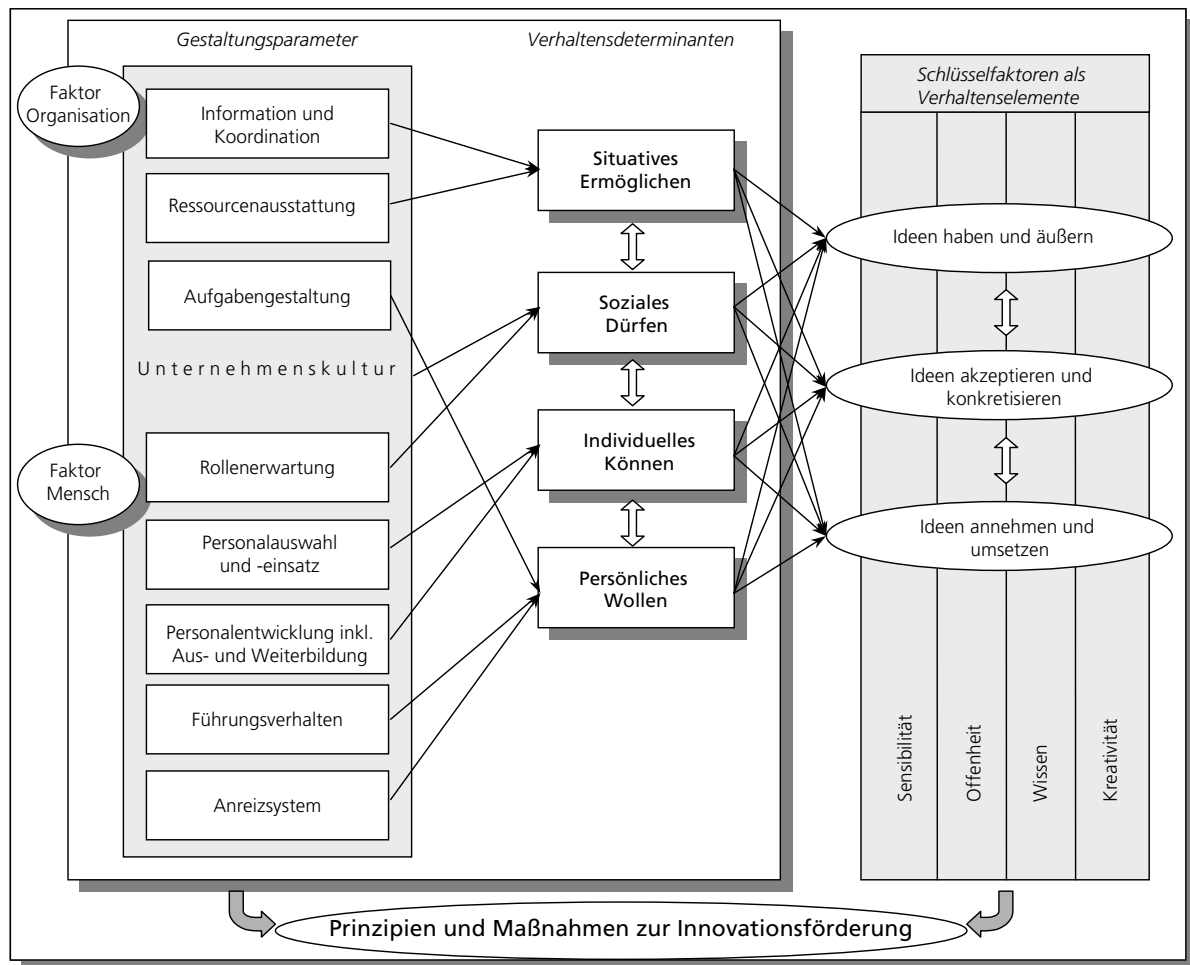 Gestaltungsparameter
Verhaltensdeterminanten
Schlüsselfaktoren als
Verhaltenselemente
Faktor
Organisation
Information und
Koordination
Ressourcenausstattung
Aufgabengestaltung
Unternehmenskultur
Faktor
Mensch
Rollenerwartung
Personalauswahl
und -einsatz
Personalentwicklung inkl.
Aus- und Weiterbildung
Führungsverhalten
Anreizsystem
Situatives
Ermöglichen
Soziales
Dürfen
Individuelles
Können
Persönliches
Wollen
Ideen haben und äußern
Ideen akzeptieren und
konkretisieren
Ideen annehmen und
umsetzen
Sensibilität
Offenheit
Wissen
Kreativität
Prinzipien und Maßnahmen zur Innovationsförderung